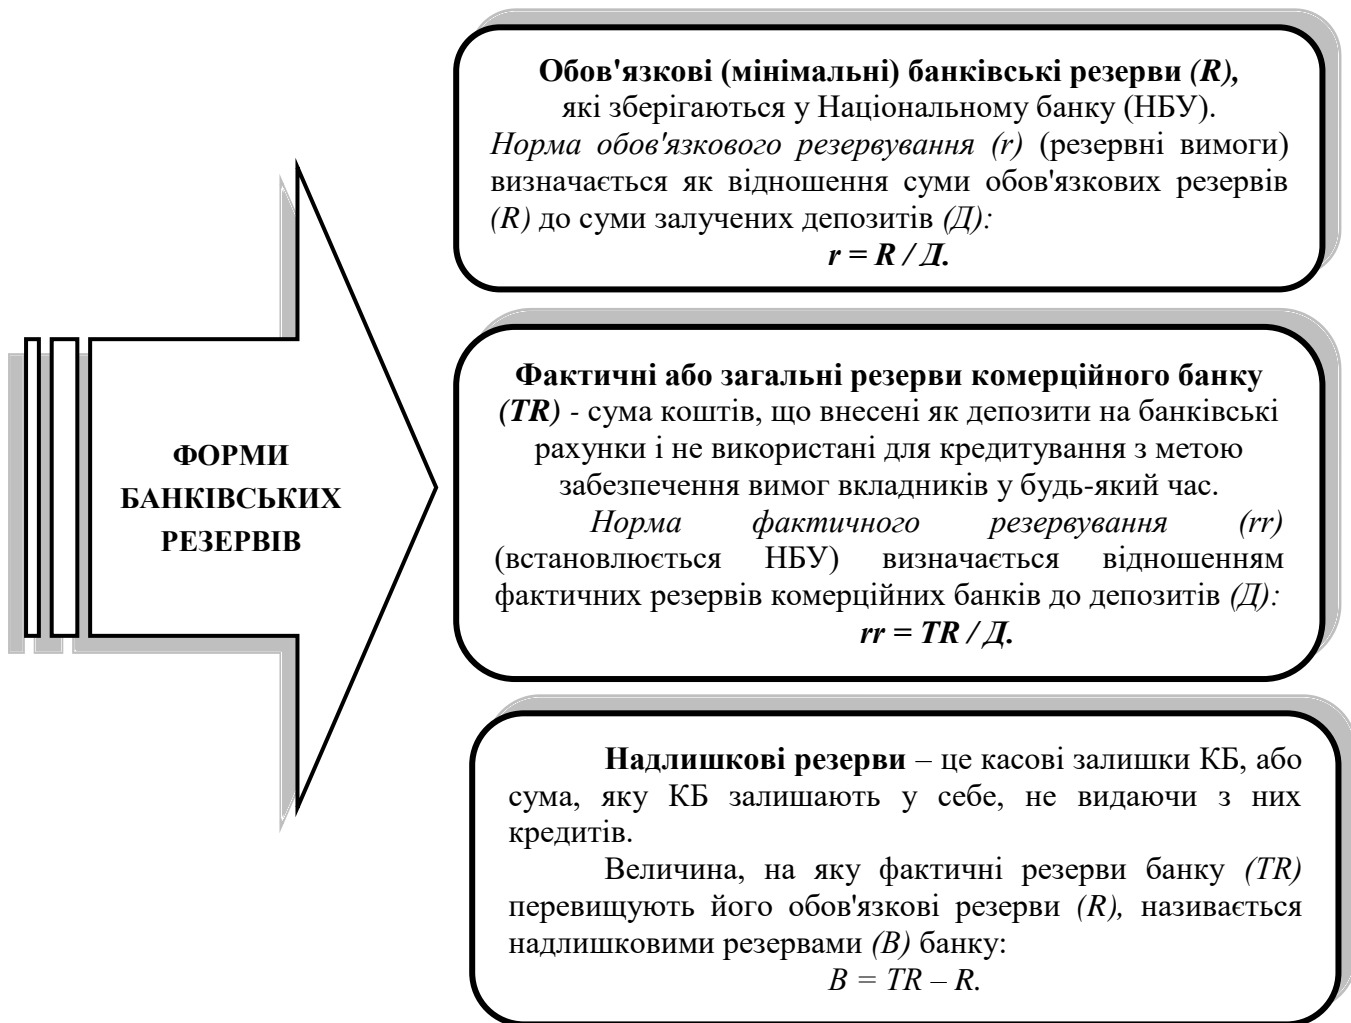 ФОРМИ
БАНКІВСЬКИХ
РЕЗЕРВІВ
Обов'язкові (мінімальні) банківські резерви (R),
які зберігаються у Національному банку (НБУ).
Норма обов'язкового резервування (r) (резервні вимоги)
визначається як відношення суми обов'язкових резервів
(R) до суми залучених депозитів (Д):
r = R / Д.
Фактичні або загальні резерви комерційного банку
(TR) - сума коштів, що внесені як депозити на банківські
рахунки і не використані для кредитування з метою
забезпечення вимог вкладників у будь-який час.
Норма фактичного резервування (rr)
(встановлюється НБУ) визначається відношенням
фактичних резервів комерційних банків до депозитів (Д):
rr = TR / Д.
Надлишкові резерви – це касові залишки КБ, або
сума, яку КБ залишають у себе, не видаючи з них
кредитів.
Величина, на яку фактичні резерви банку (TR)
перевищують його обов'язкові резерви (R), називається
надлишковими резервами (B) банку:
B = TR – R.